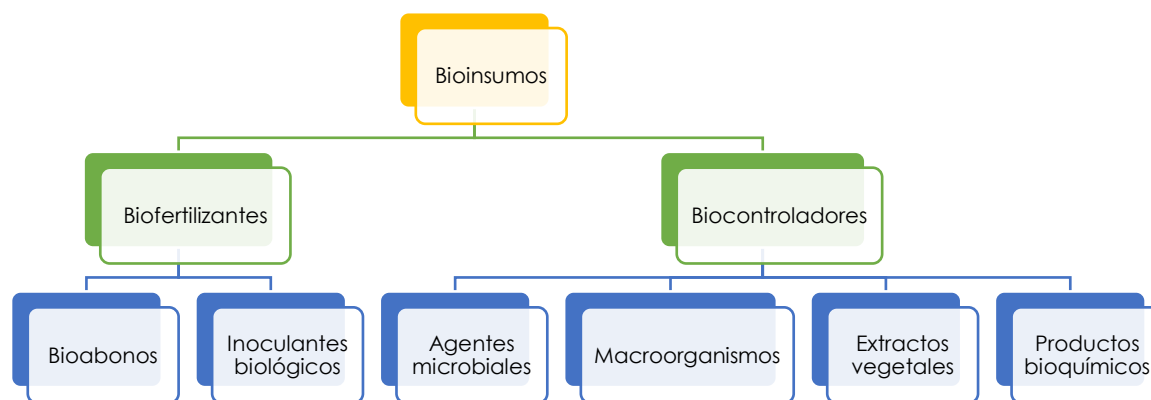 Bioinsumos
Biofertilizantes
Biocontroladores
Bioabonos
Inoculantes
biológicos
Agentes
microbiales
Macroorganismos
Extractos
vegetales
Productos
bioquímicos